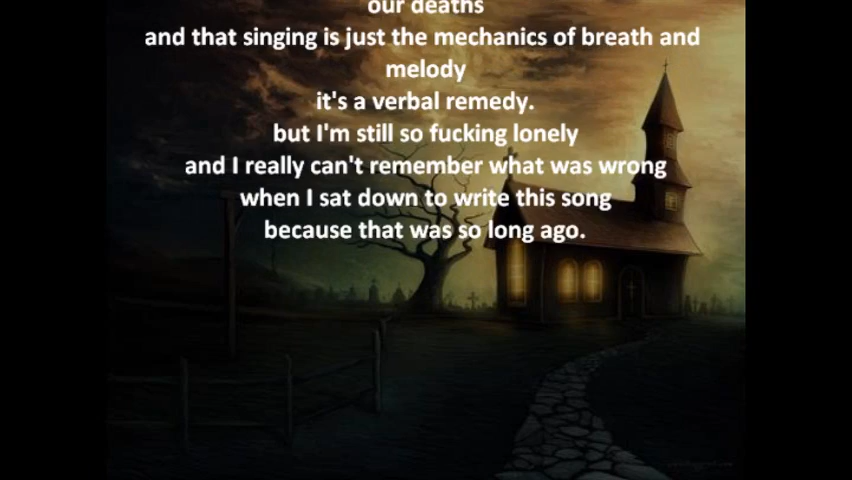 our deaths
and that singing is just the mechanics of breath and
melody
it's a verbal remedy.
but I'm still so fucking lonely
and I really can't remember what was wrong
when I sat down to write this song
because that was so long ago.